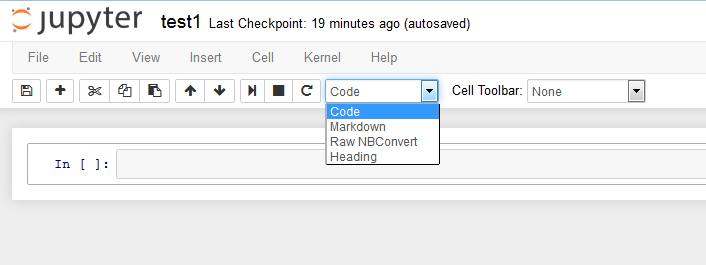 jupyter test1 Last Checkpoint: 19 minutes ago (autosaved)
File Edit View Insert Cell Kernel Help
Code Cell Toolbar: None
Code
Markdown
Raw NBConvert
Heading
In [ ]: